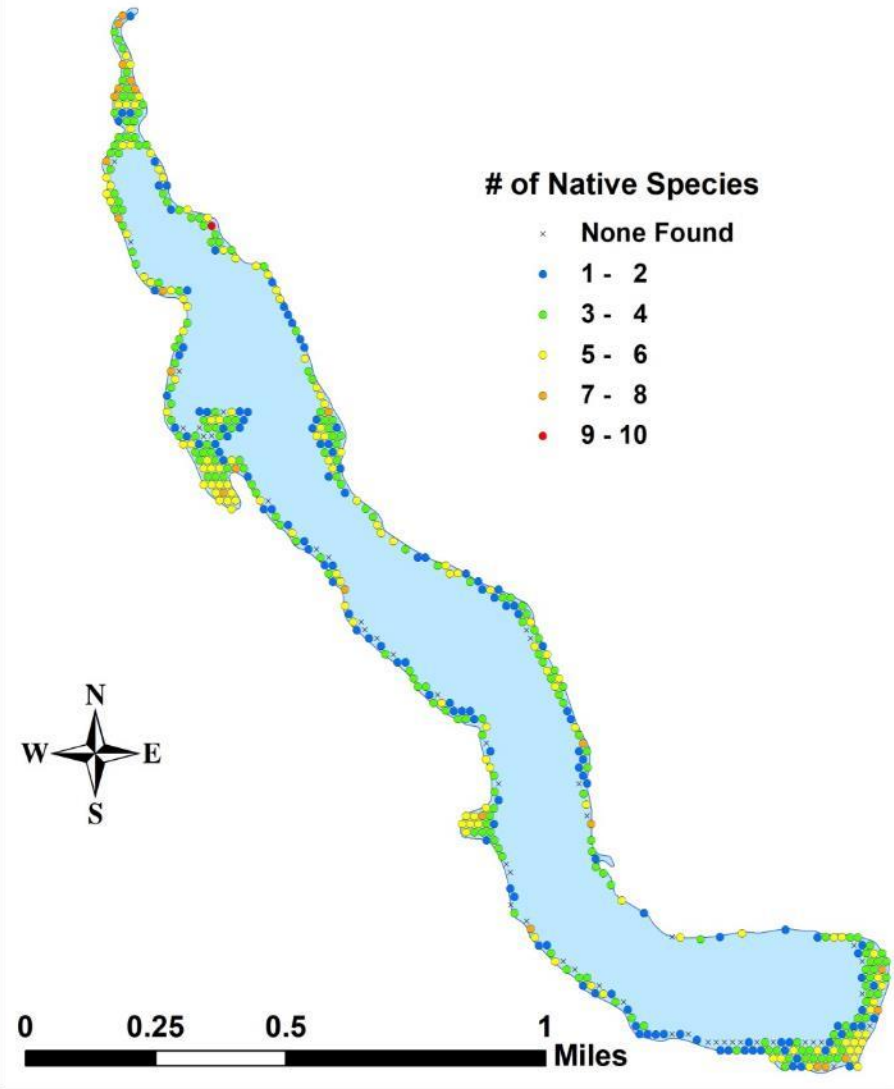 # of Native Species
× None Found
1 - 2
3 - 4
5 - 6
7 - 8
9 - 10
N
W E
S
0 0.25 0.5 1
Miles